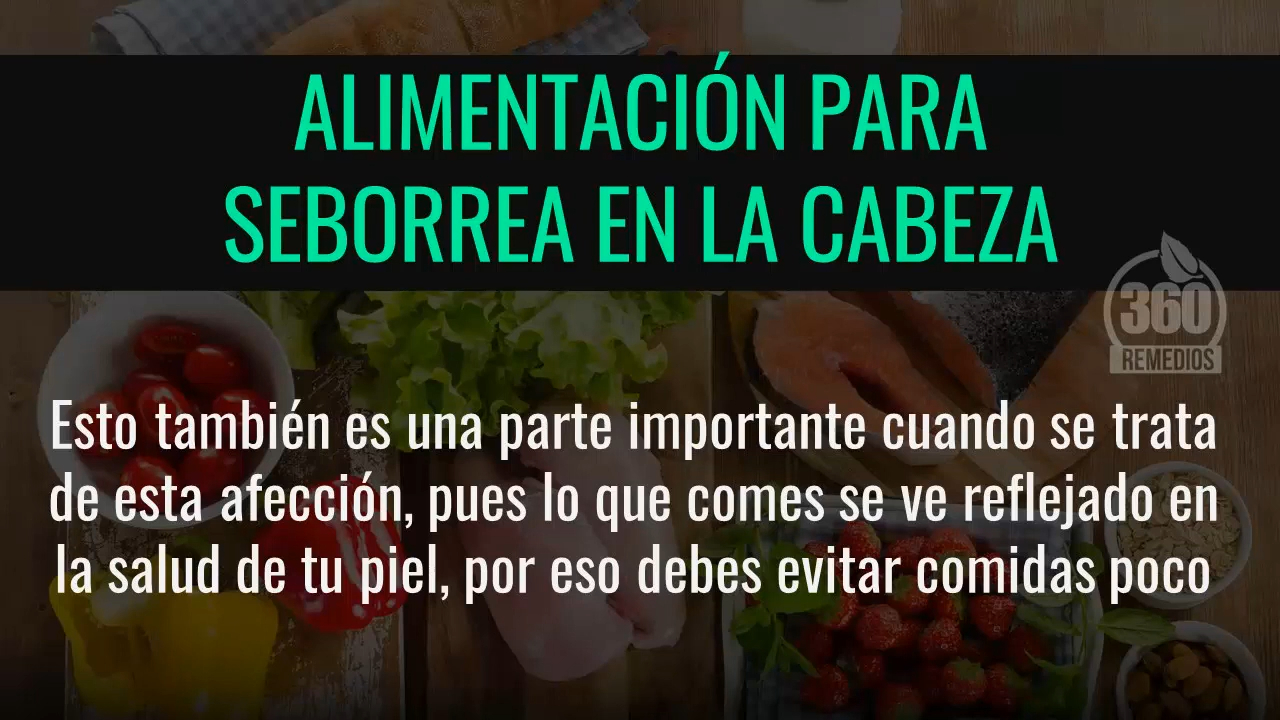 ALIMENTACIÓN PARA
SEBORREA EN LA CABEZA
360
REMEDIOS
Esto también es una parte importante cuando se trata
de esta afección, pues lo que comes se ve reflejado en
la salud de tu piel, por eso debes evitar comidas poco